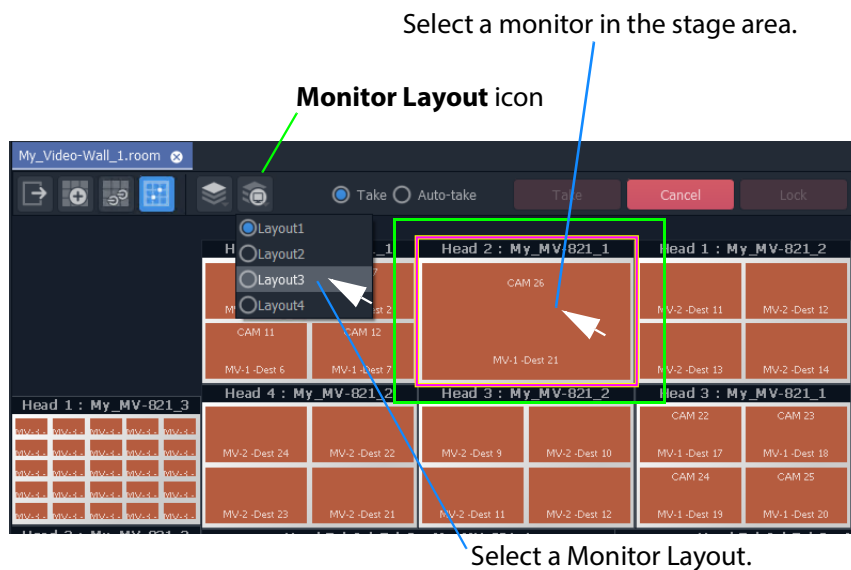 Select a monitor in the stage area.
Monitor Layout icon
My_Video-Wall_1.room
Take Auto-take Take Cancel Lock
Layout1
Layout2
Layout3
Layout4
Head 2 : My_MV-821_1 Head 1 : My_MV-821_2
CAM 26
MV-2 -Dest 11 MV-2 -Dest 12
CAM 11 CAM 12
MV-1 -Dest 6 MV-1 -Dest 7 MV-1 -Dest 21 MV-2 -Dest 13 MV-2 -Dest 14
Head 1 : My_MV-821_3 Head 4 : My_MV-821_2 Head 3 : My_MV-821_2 Head 3 : My_MV-821_1
CAM 22 CAM 23
MV-2 -Dest 24 MV-2 -Dest 22 MV-2 -Dest 9 MV-2 -Dest 10 MV-1 -Dest 17 MV-1 -Dest 18
CAM 24 CAM 25
MV-2 -Dest 23 MV-2 -Dest 21 MV-2 -Dest 11 MV-2 -Dest 12 MV-1 -Dest 19 MV-1 -Dest 20
Select a Monitor Layout.